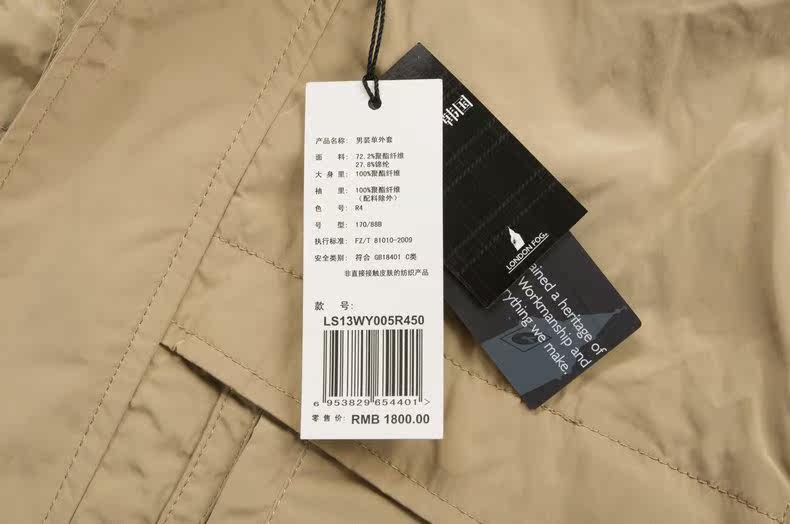 产品名称: 男装单外套
面 料: 72.2%聚酯纤维
27.8%锦纶
大 身 里: 100%聚酯纤维
袖 里: 100%聚酯纤维
(配料除外)
色 号: R4
号 型: 170/88B
执行标准: FZ/T 81010-2009
安全类别: 符合 GB18401 C类
非直接接触皮肤的纺织产品
款 号:
LS13WY005R450
6 953829 654401 >
零 售 价: RMB 1800.00
韩国
LONDON FOG.
a heritage of
Workmanship and
we make.